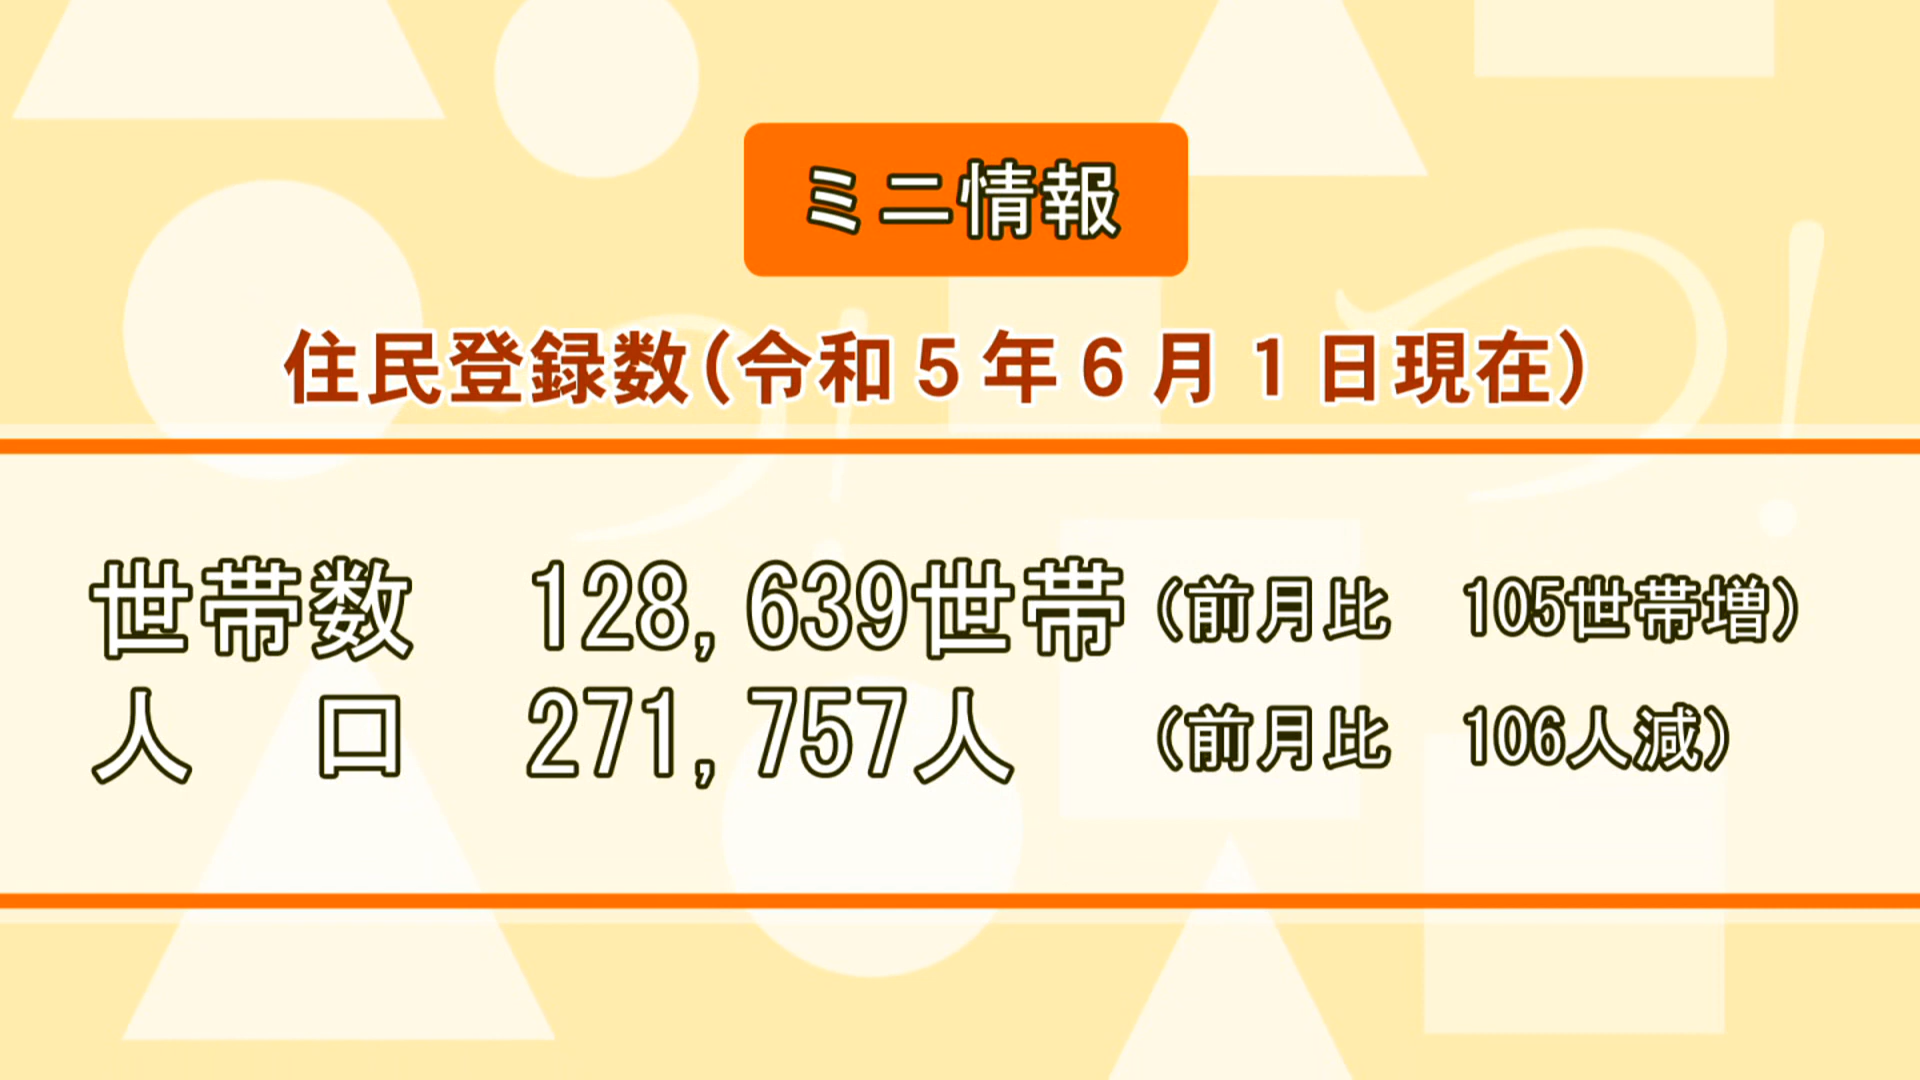 ミニ情報
住民登録数（令和５年６月１日現在）
世帯数　128,639世帯（前月比　105世帯増）
人　口　271,757人（前月比　106人減）